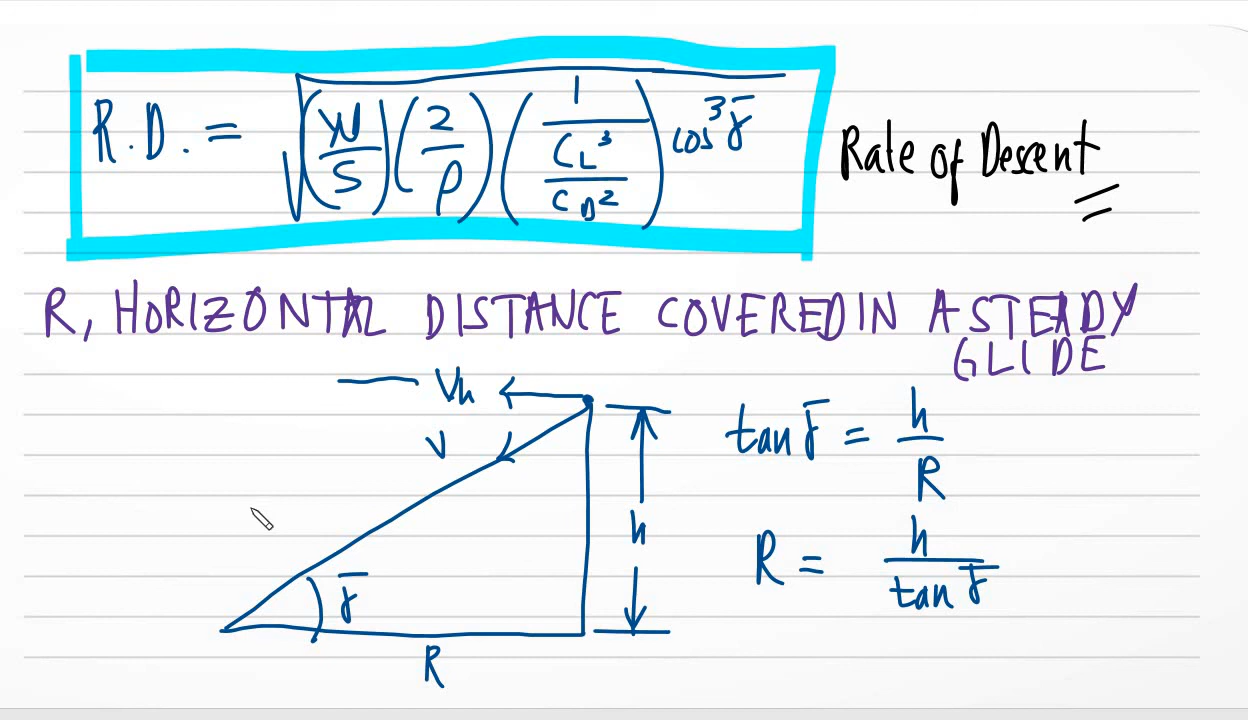 R.D. = √(W/S)(2/ρ)(1/(CL³/CD²)) cos³γ̄
Rate of Descent
R, HORIZONTAL DISTANCE COVERED IN A STEADY
GLIDE
Vh
V
h
γ̄
R
tan γ̄ = h/R
R = h/tan γ̄